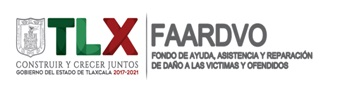 TLX
CONSTRUIR Y CRECER JUNTOS
GOBIERNO DEL ESTADO DE TLAXCALA 2017-2021
FAARDVO
FONDO DE AYUDA, ASISTENCIA Y REPARACIÓN
DE DAÑO A LAS VICTIMAS Y OFENDIDOS